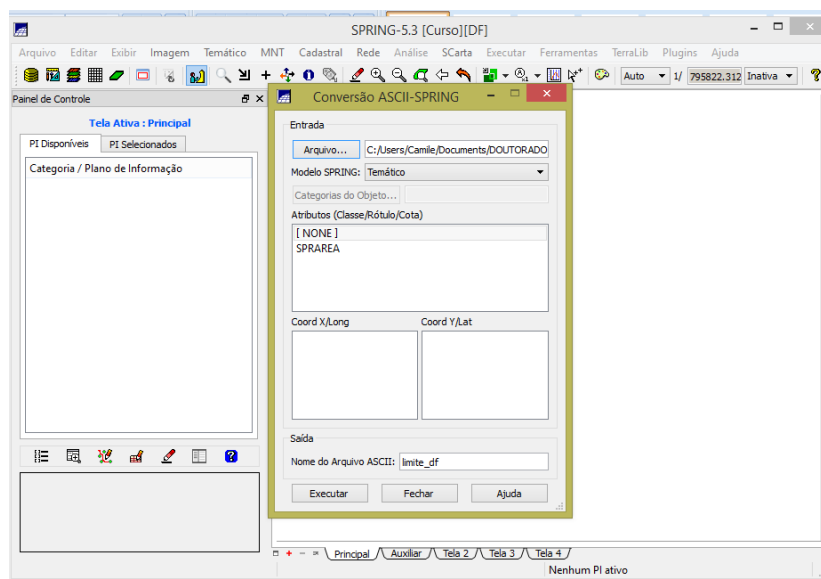 SPRING-5.3 [Curso][DF]
Arquivo Editar Exibir Imagem Temático MNT Cadastral Rede Análise SCarta Executar Ferramentas TerraLib Plugins Ajuda
Auto 1/ 795822.312 Inativa
Painel de Controle
Tela Ativa : Principal
PI Disponíveis PI Selecionados
Categoria / Plano de Informação
Conversão ASCII-SPRING
Entrada
Arquivo... C:/Users/Camile/Documents/DOUTORADO
Modelo SPRING: Temático
Categorias do Objeto...
Atributos (Classe/Rótulo/Cota)
[ NONE ]
SPRAREA
Coord X/Long Coord Y/Lat
Saída
Nome do Arquivo ASCII: limite_df
Executar Fechar Ajuda
Principal Auxiliar Tela 2 Tela 3 Tela 4
Nenhum PI ativo